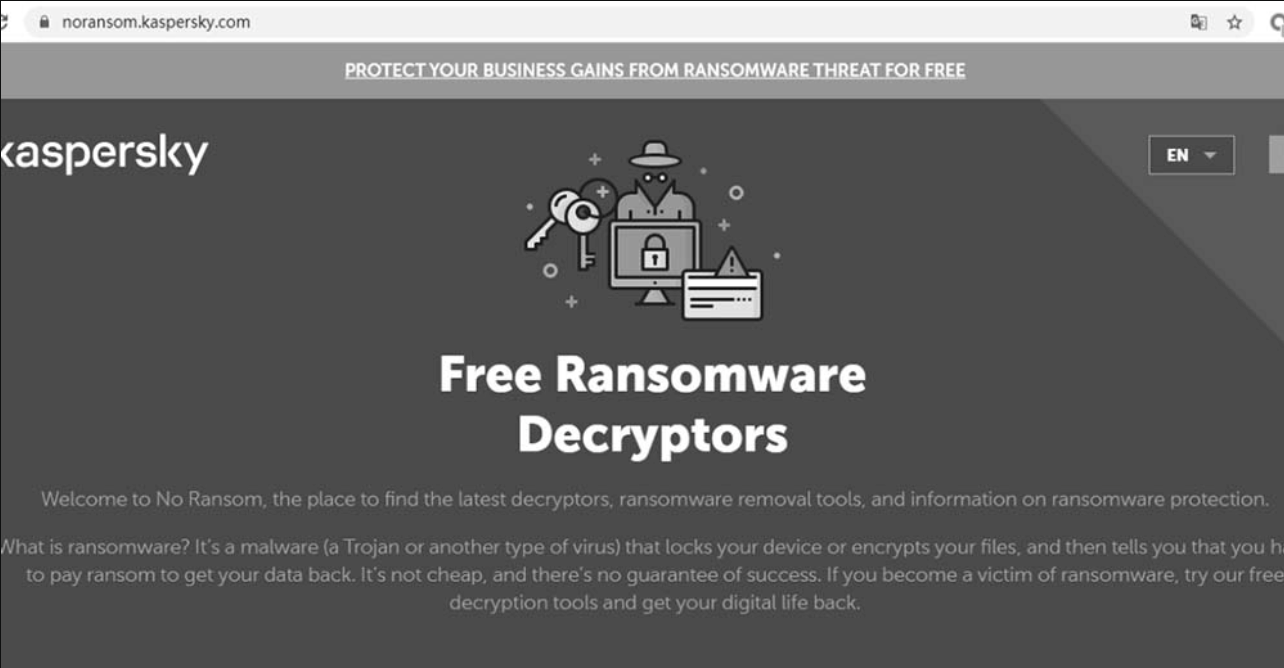 noransom.kaspersky.com
PROTECT YOUR BUSINESS GAINS FROM RANSOMWARE THREAT FOR FREE
kaspersky
EN
Free Ransomware
Decryptors
Welcome to No Ransom, the place to find the latest decryptors, ransomware removal tools, and information on ransomware protection.
What is ransomware? It's a malware (a Trojan or another type of virus) that locks your device or encrypts your files, and then tells you that you
to pay ransom to get your data back. It's not cheap, and there's no guarantee of success. If you become a victim of ransomware, try our free
decryption tools and get your digital life back.